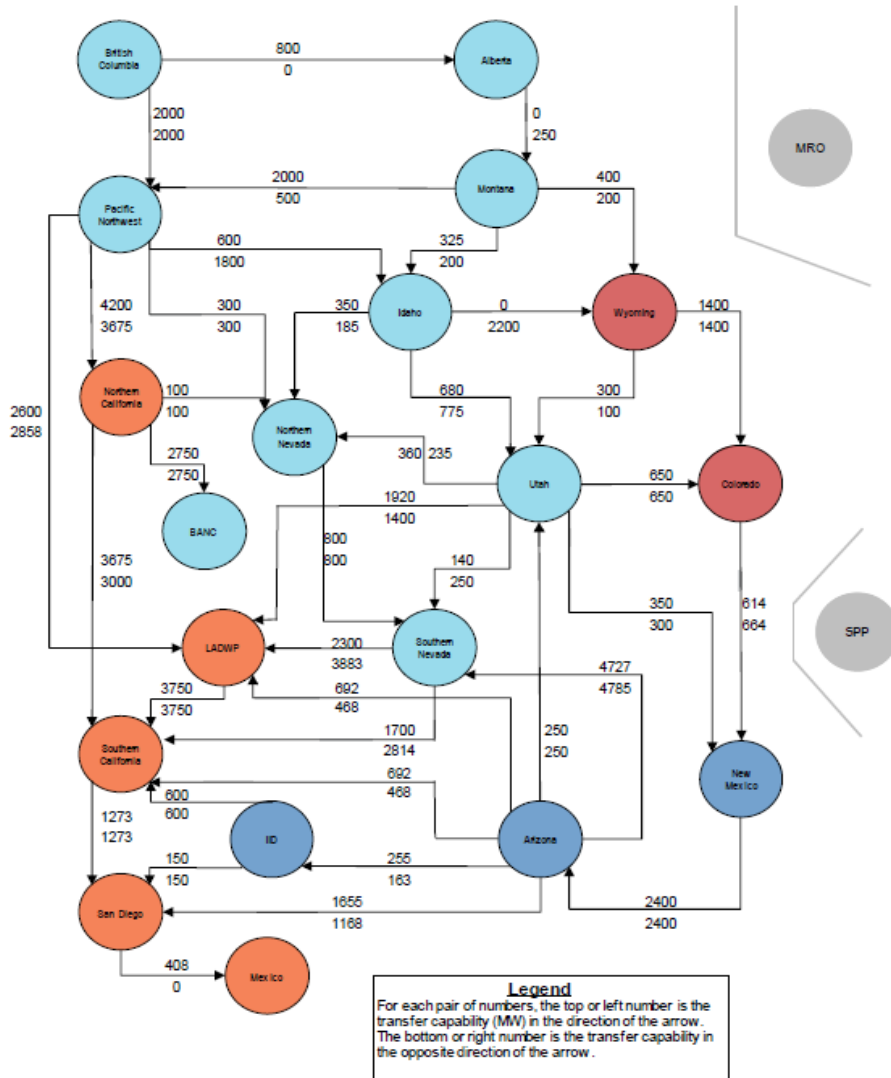 British
Columbia
800
0
Alberta
2000
2000
0
250
MRO
Pacific
Northwest
2000
500
Montana
400
200
600
1800
325
200
4200
3675
300
300
350
185
Idaho
0
2200
Wyoming
1400
1400
Northern
California
100
100
680
775
300
100
2600
2858
Northern
Nevada
360 235
2750
2750
Utah
650
650
Colorado
BANC
1920
1400
3675
3000
800
800
140
250
350
300
614
664
SPP
LADWP
2300
3883
Southern
Nevada
4727
4785
3750
3750
692
468
250
250
Southern
California
1700
2814
New
Mexico
692
468
600
600
1273
1273
IID
Arizona
150
150
255
163
San Diego
1655
1168
2400
2400
408
0
Mexico
Legend
For each pair of numbers, the top or left number is the
transfer capability (MW) in the direction of the arrow.
The bottom or right number is the transfer capability in
the opposite direction of the arrow.